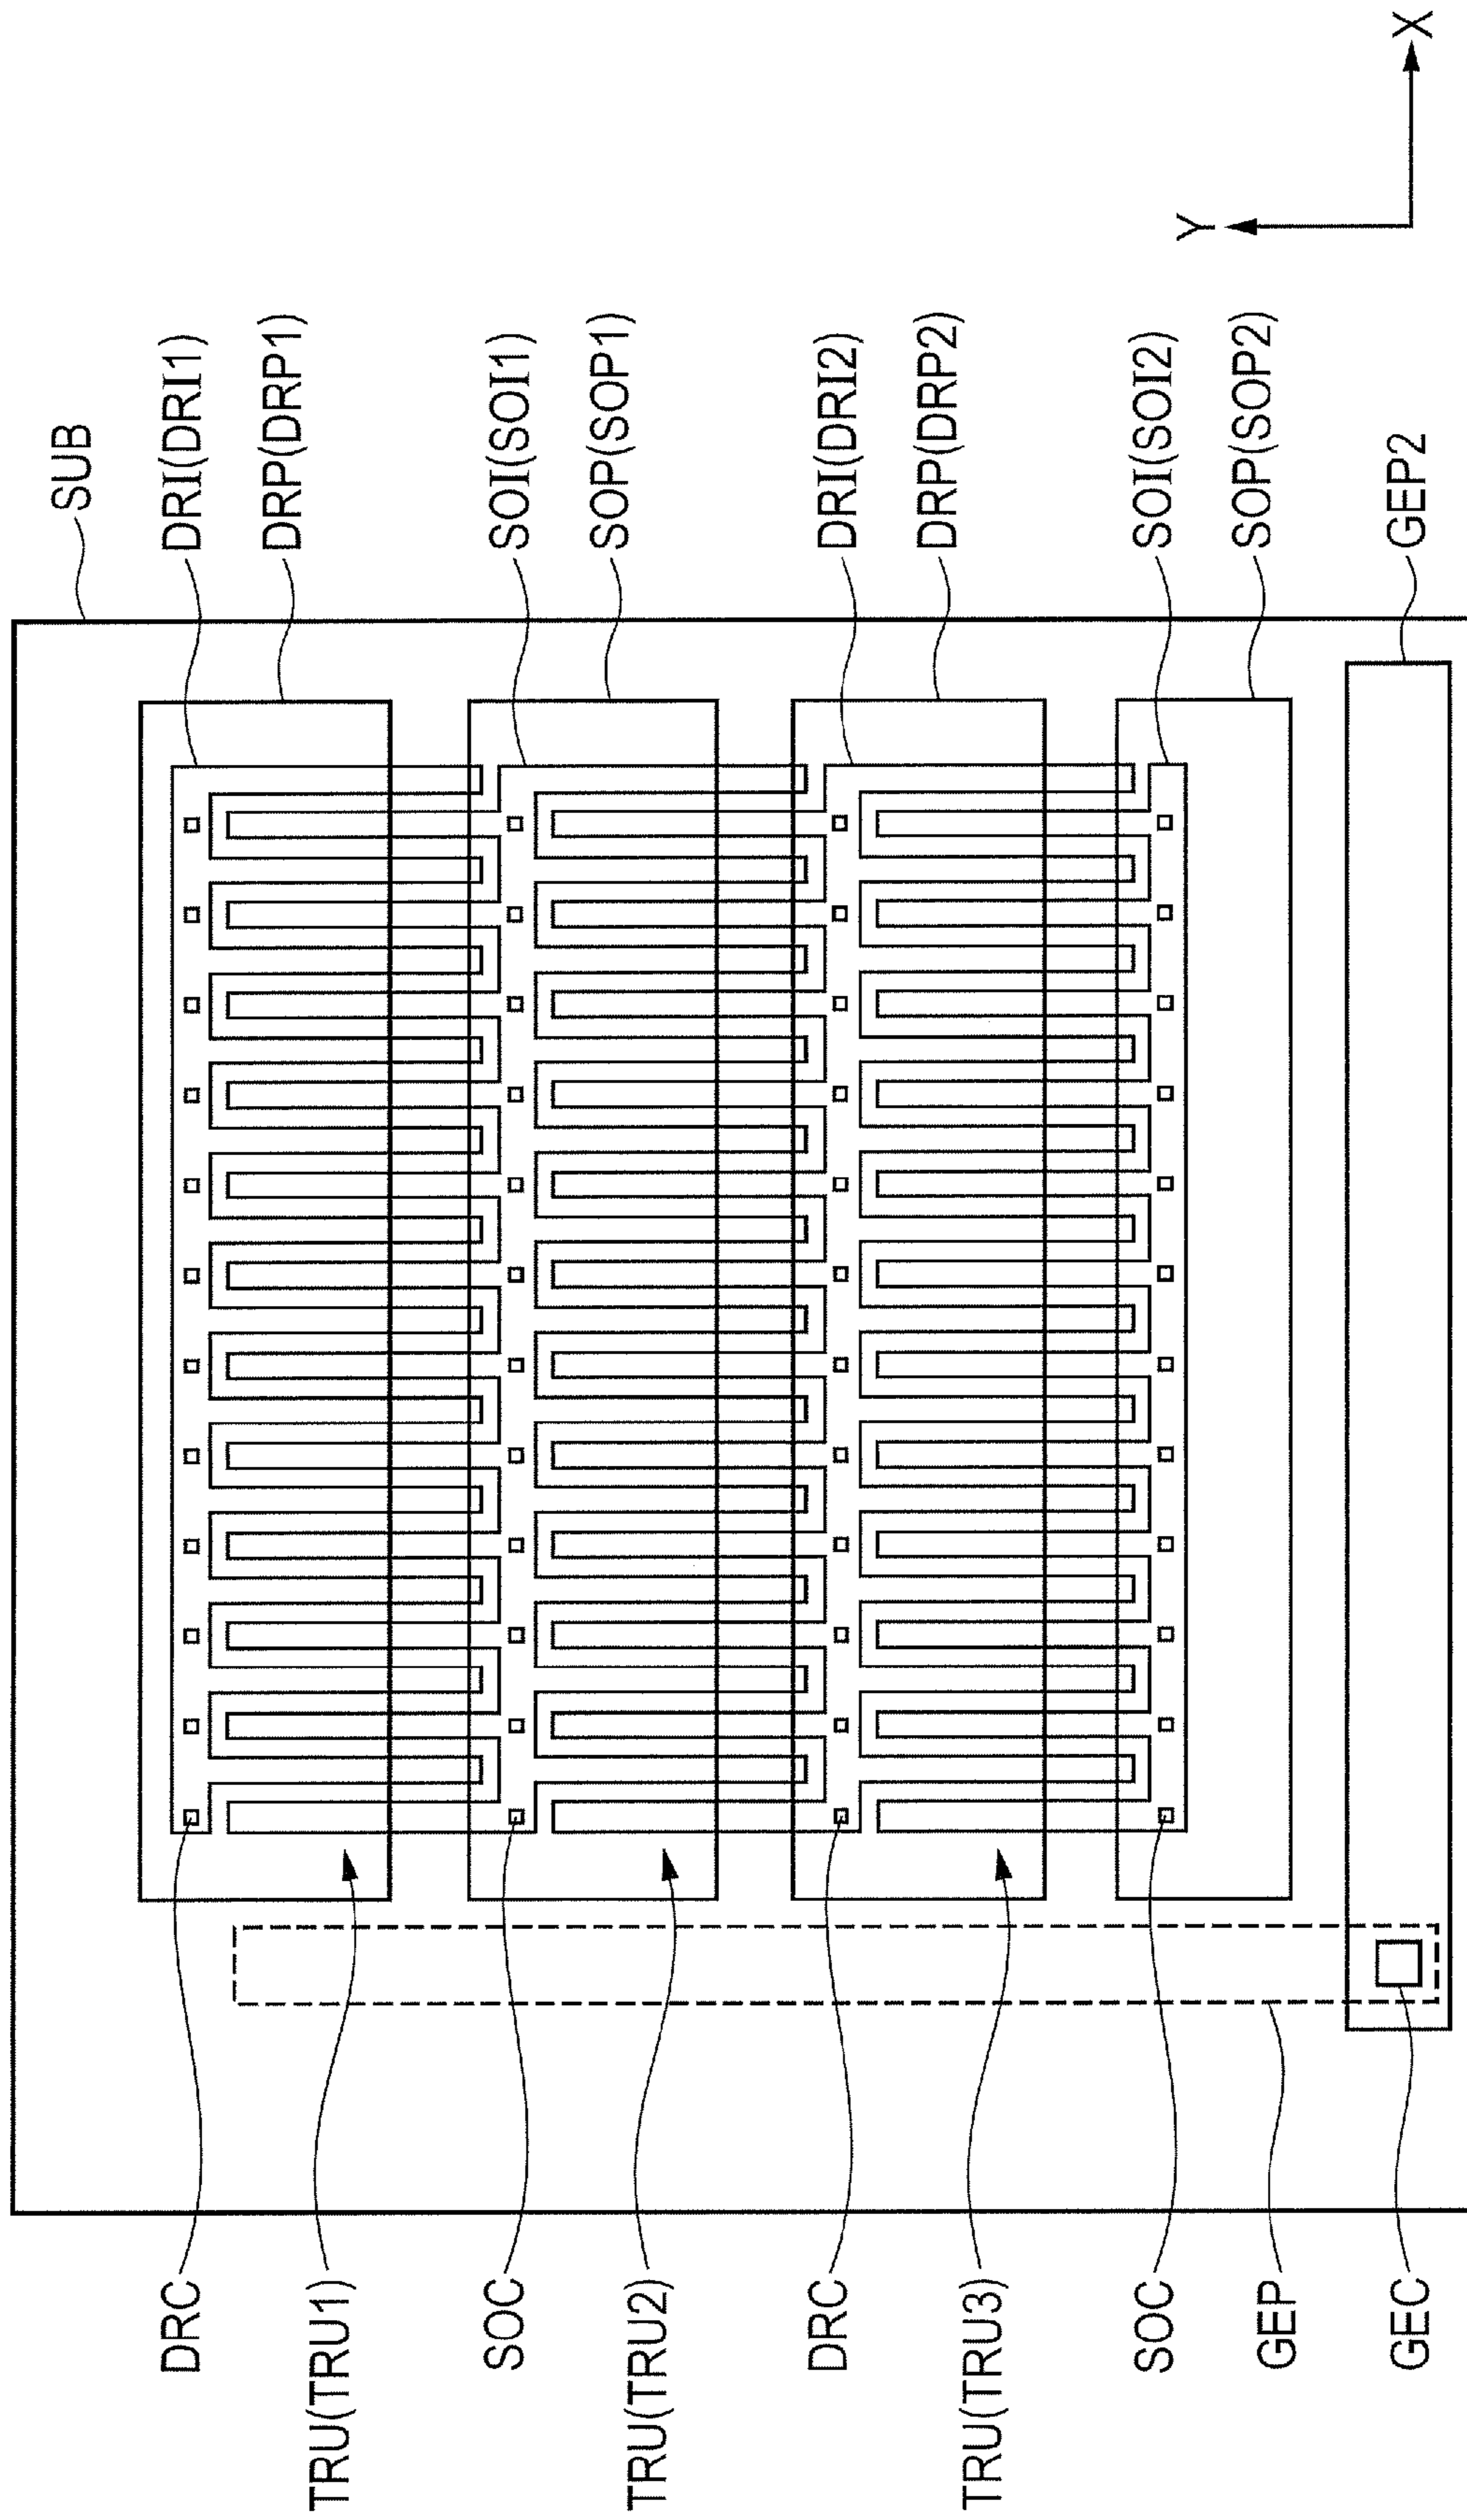 SUB
DRI(DRI1)
DRP(DRP1)
SOI(SOI1)
SOP(SOP1)
DRI(DRI2)
DRP(DRP2)
SOI(SOI2)
SOP(SOP2)
GEP2
Y
X
DRC
TRU(TRU1)
SOC
TRU(TRU2)
DRC
TRU(TRU3)
SOC
GEP
GEC